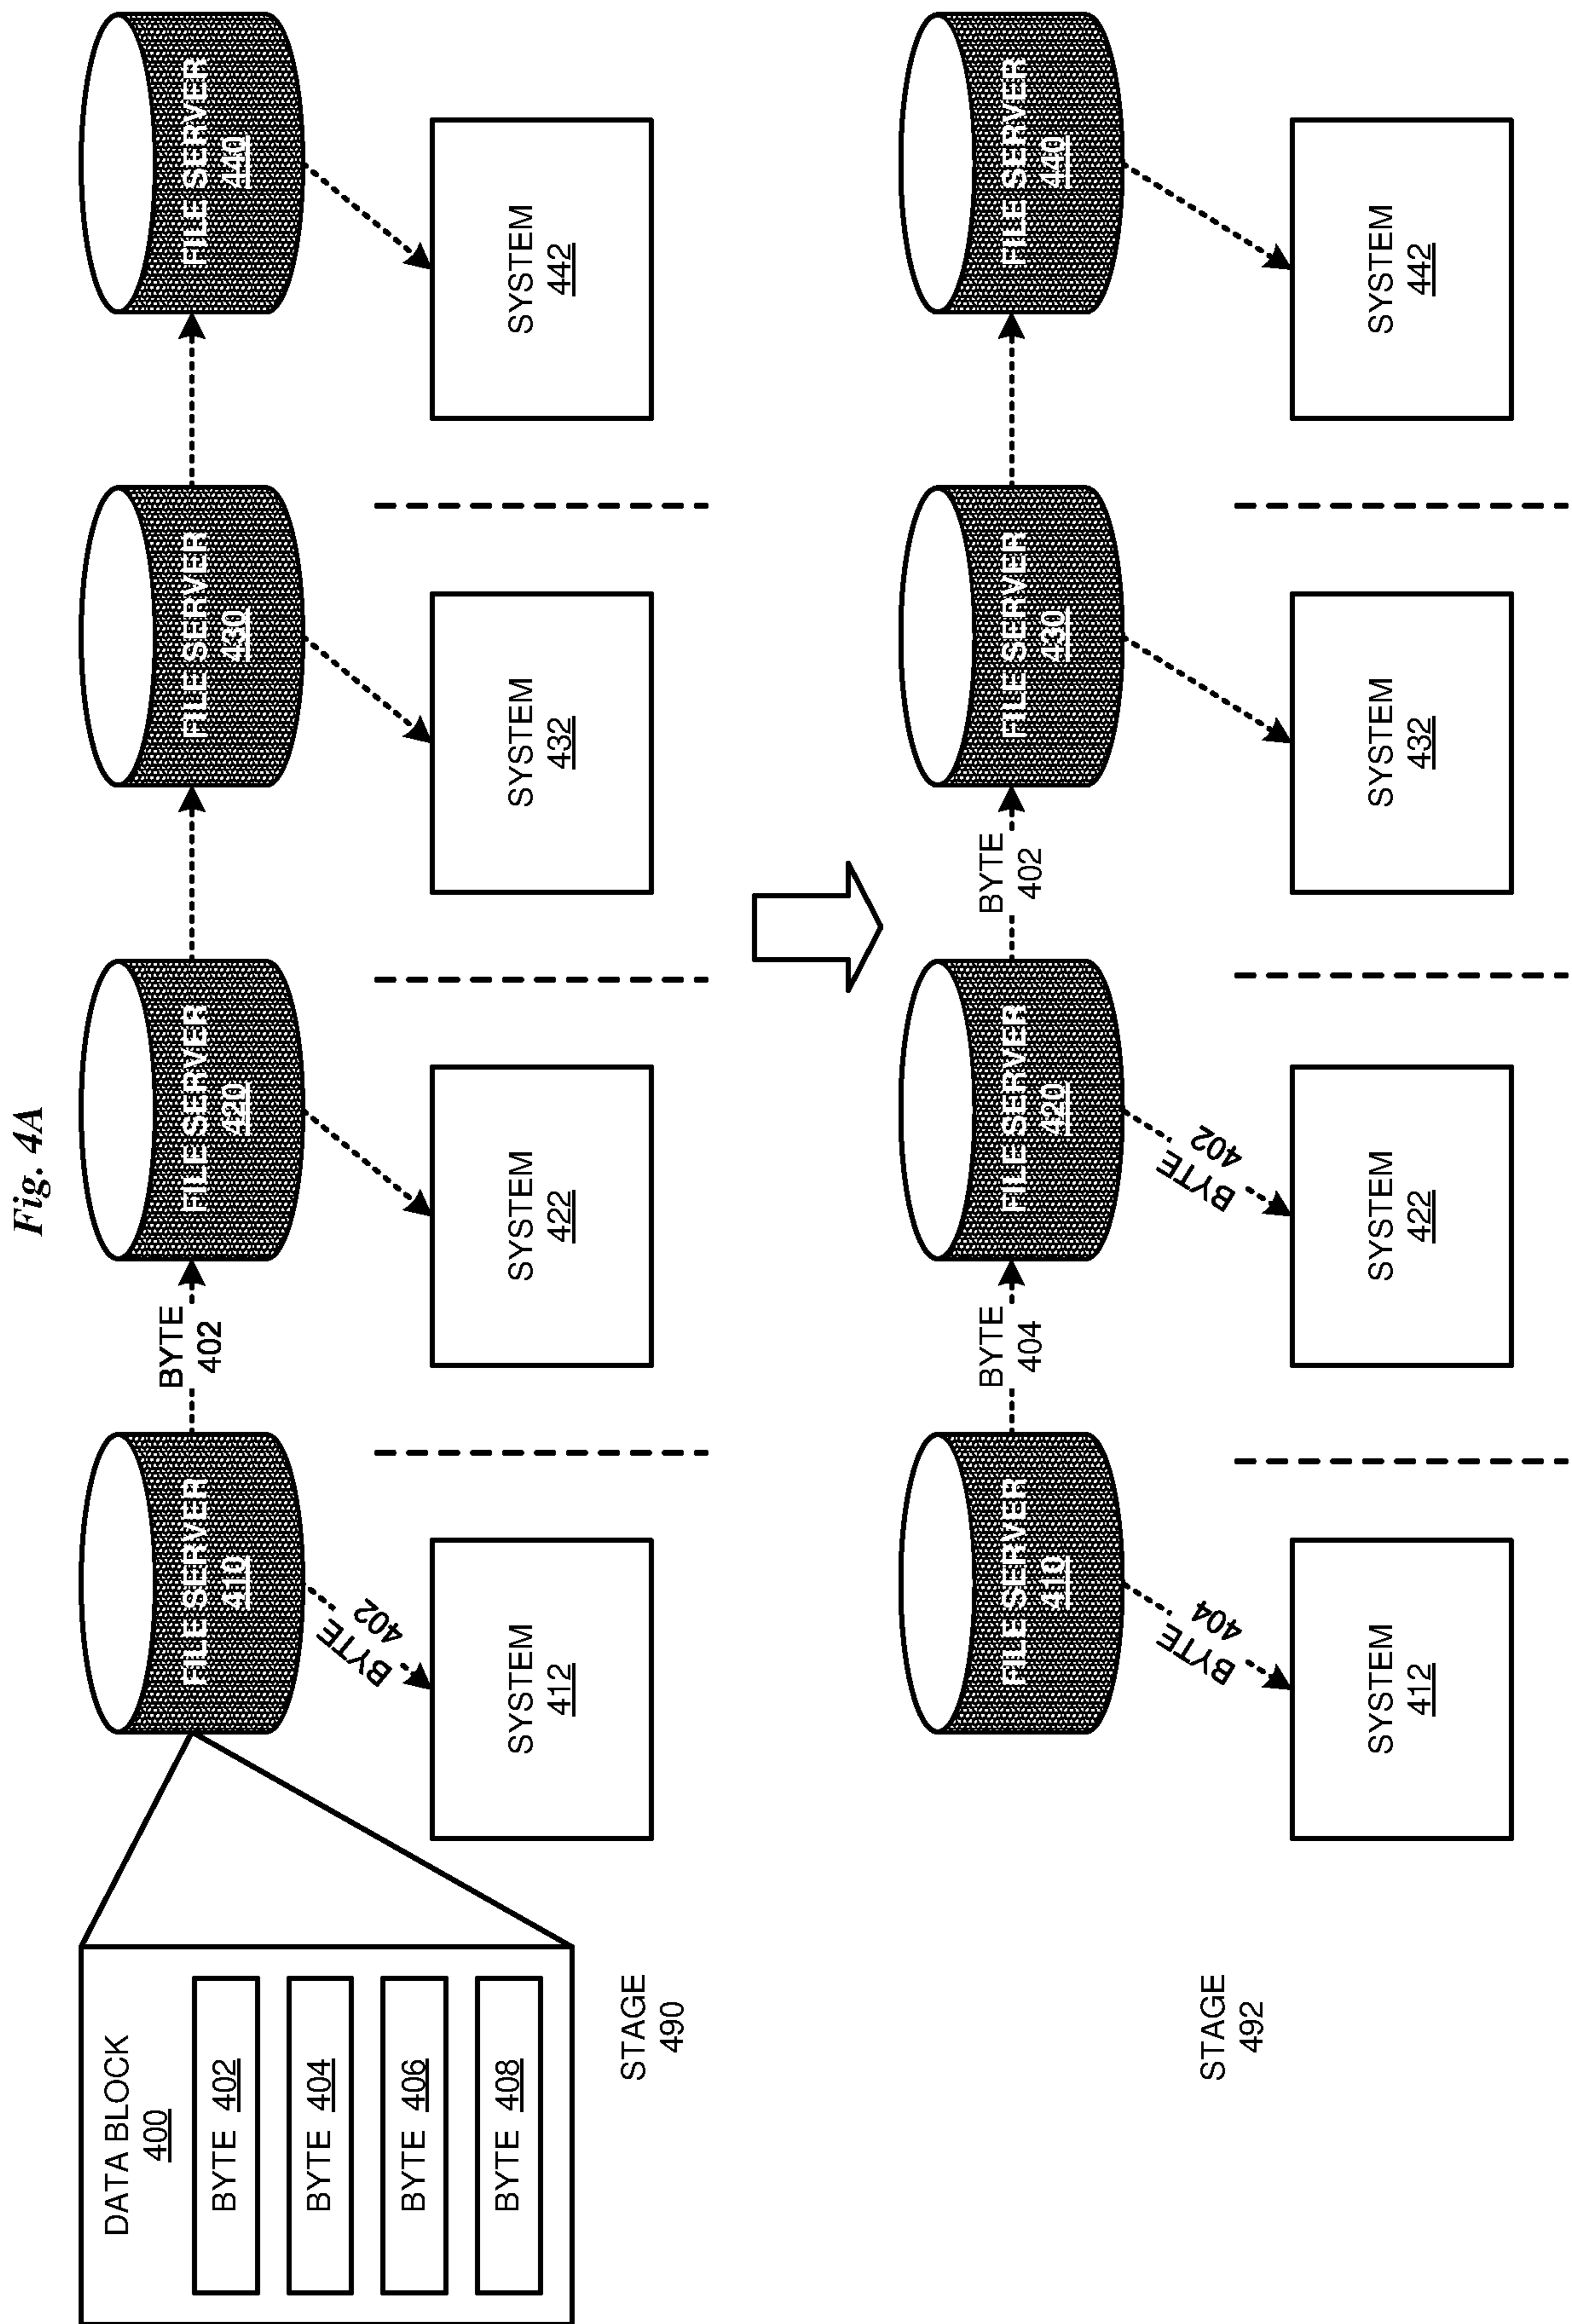 Fig. 4A
DATA BLOCK
400
BYTE 402
BYTE 404
BYTE 406
BYTE 408
FILE SERVER
410
BYTE
402
FILE SERVER
420
FILE SERVER
430
FILE SERVER
440
BYTE
402
SYSTEM
412
SYSTEM
422
SYSTEM
432
SYSTEM
442
STAGE
490
FILE SERVER
410
BYTE
404
FILE SERVER
420
BYTE
402
FILE SERVER
430
FILE SERVER
440
BYTE
404
BYTE
402
SYSTEM
412
SYSTEM
422
SYSTEM
432
SYSTEM
442
STAGE
492